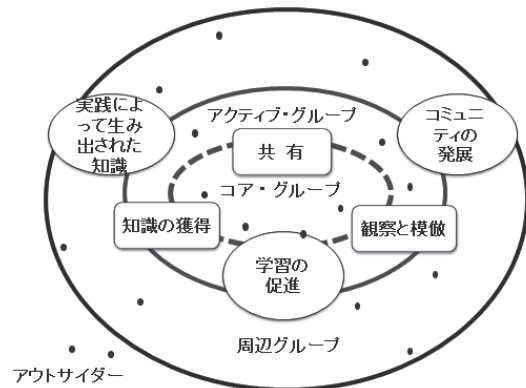 実践によ
って生み
出された
知識
アクティブ・グループ
コミュニ
ティの
発展
共 有
コア・グループ
知識の獲得
観察と模倣
学習の
促進
周辺グループ
アウトサイダー